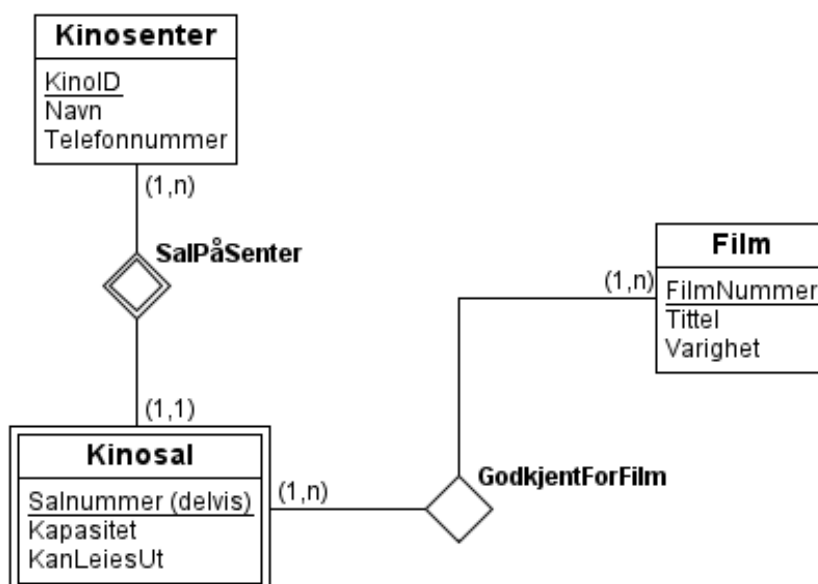 Kinosenter
KinoID
Navn
Telefonnummer
(1,n)
SalPåSenter
(1,1)
Kinosal
Salnummer (delvis)
Kapasitet
KanLeiesUt
(1,n)
GodkjentForFilm
(1,n)
Film
FilmNummer
Tittel
Varighet